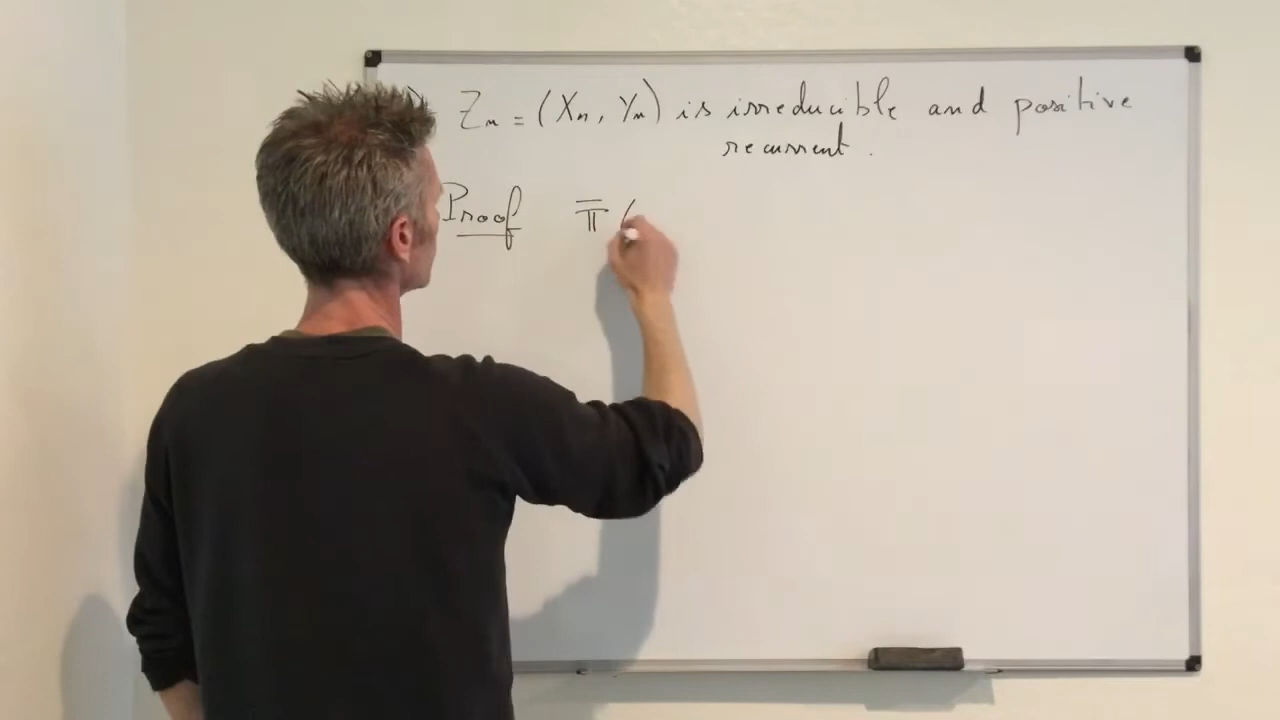 ) Zₙ = (Xₙ, Yₙ) is irreducible and positive
recurrent.
Proof π̄ (